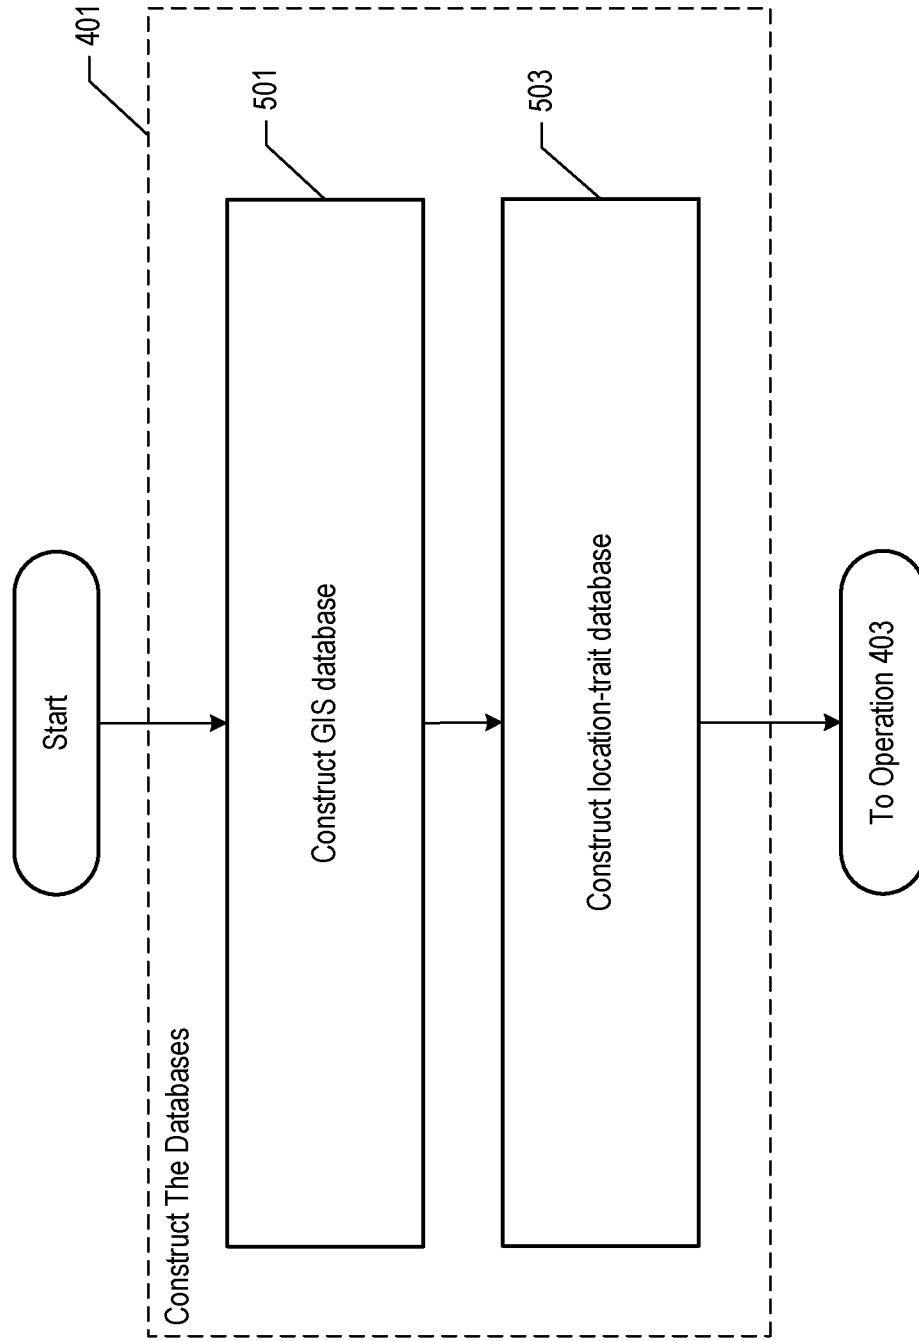 Start
401
Construct The Databases
501
Construct GIS database
503
Construct location-trait database
To Operation 403